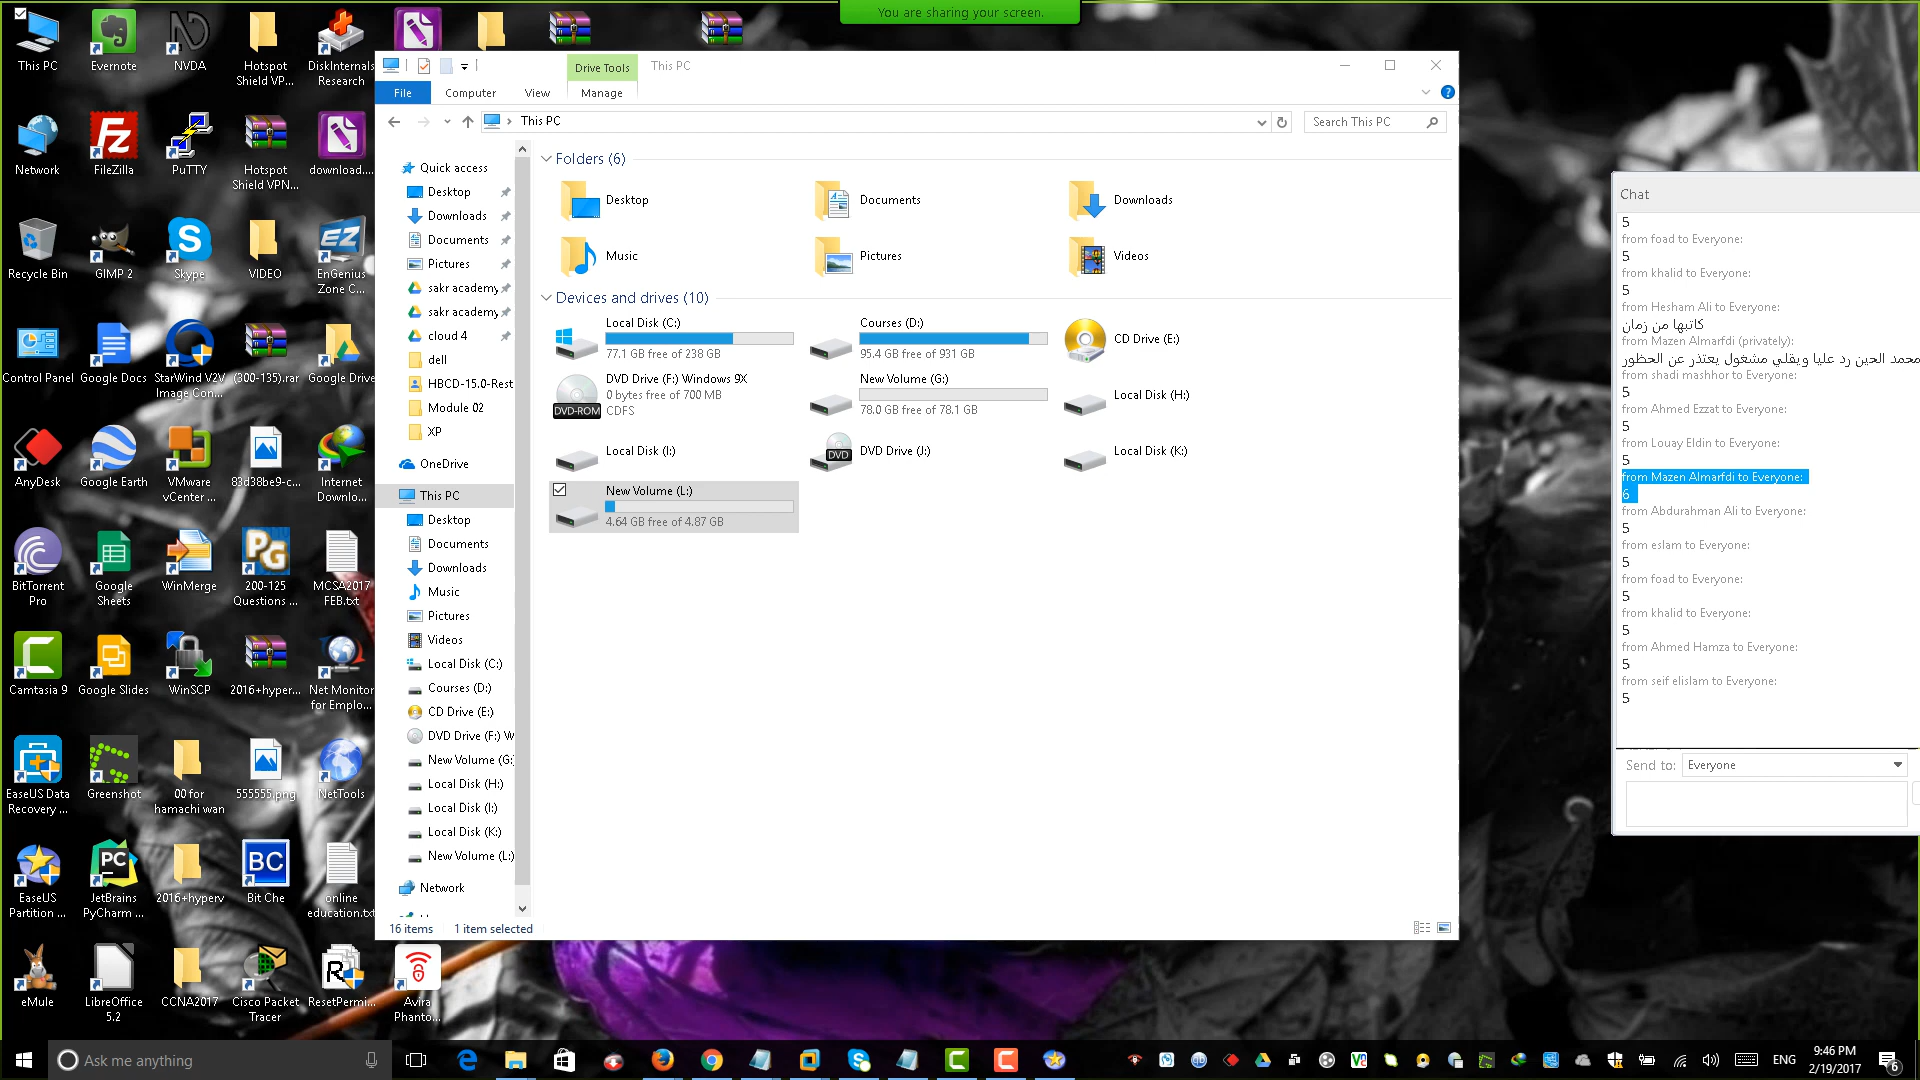 You are sharing your screen.
This PC
Evernote
NVDA
Hotspot
Shield VP...
DiskInternals
Research
Network
FileZilla
PuTTY
Hotspot
Shield VPN...
download....
Recycle Bin
GIMP 2
Skype
VIDEO
EnGenius
Zone C...
Control Panel
Google Docs
StarWind V2V
Image Con...
(300-135).rar
Google Drive
AnyDesk
Google Earth
VMware
vCenter ...
83d38be9-c...
Internet
Downlo...
BitTorrent
Pro
Google
Sheets
WinMerge
200-125
Questions ...
MCSA2017
FEB.txt
Camtasia 9
Google Slides
WinSCP
2016+hyper...
Net Monitor
for Emplo...
EaseUS Data
Recovery ...
Greenshot
00 for
hamachi wan
555555.png
NetTools
EaseUS
Partition ...
JetBrains
PyCharm ...
2016+hyperv
Bit Che
online
education.txt
eMule
LibreOffice
5.2
CCNA2017
Cisco Packet
Tracer
ResetPermi...
Avira
Phanto...
Drive Tools
This PC
File
Computer
View
Manage
This PC
Search This PC
Quick access
Desktop
Downloads
Documents
Pictures
sakr academy
sakr academy
cloud 4
dell
HBCD-15.0-Rest
Module 02
XP
OneDrive
This PC
Desktop
Documents
Downloads
Music
Pictures
Videos
Local Disk (C:)
Courses (D:)
CD Drive (E:)
DVD Drive (F:) W
New Volume (G:)
Local Disk (H:)
Local Disk (I:)
Local Disk (K:)
New Volume (L:)
Network
Folders (6)
Desktop
Documents
Downloads
Music
Pictures
Videos
Devices and drives (10)
Local Disk (C:)
77.1 GB free of 238 GB
Courses (D:)
95.4 GB free of 931 GB
CD Drive (E:)
DVD Drive (F:) Windows 9X
0 bytes free of 700 MB
CDFS
DVD-ROM
New Volume (G:)
78.0 GB free of 78.1 GB
Local Disk (H:)
Local Disk (I:)
DVD
DVD Drive (J:)
Local Disk (K:)
New Volume (L:)
4.64 GB free of 4.87 GB
16 items
1 item selected
Chat
5
from foad to Everyone:
5
from khalid to Everyone:
5
from Hesham Ali to Everyone:
كاتبها من زمان
from Mazen Almarfdi (privately):
محمد الحين رد عليا ويقلي مشغول يعتذر عن الحظور
from shadi mashhor to Everyone:
5
from Ahmed Ezzat to Everyone:
5
from Louay Eldin to Everyone:
5
from Mazen Almarfdi to Everyone:
6
from Abdurahman Ali to Everyone:
5
from eslam to Everyone:
5
from foad to Everyone:
5
from khalid to Everyone:
5
from Ahmed Hamza to Everyone:
5
from seif elislam to Everyone:
5
Send to:
Everyone
Ask me anything
ENG
9:46 PM
2/19/2017
6